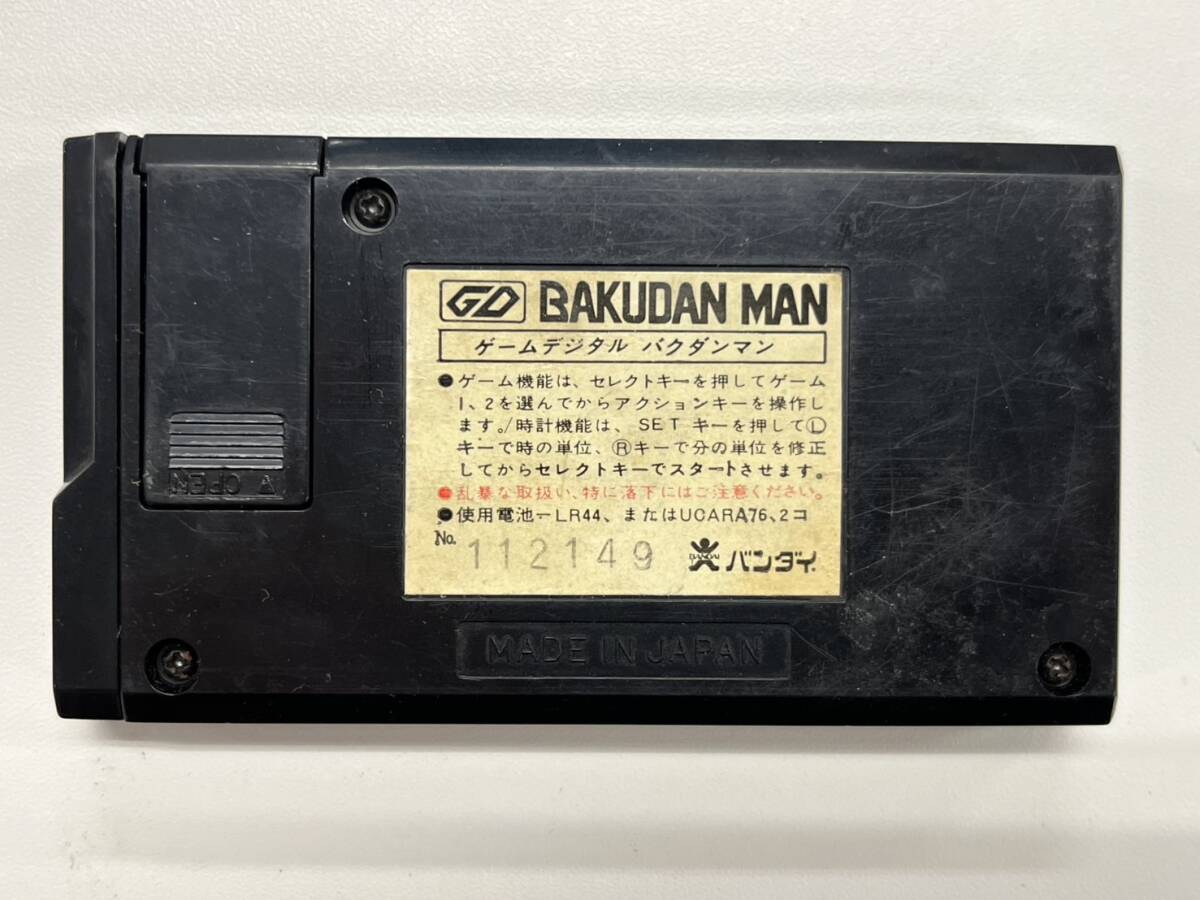 GD BAKUDAN MAN
ゲームデジタル バクダンマン
●ゲーム機能は、セレクトキーを押してゲーム
1、2を選んでからアクションキーを操作し
ます。/時計機能は、SET キーを押してⓁ
キーで時の単位、Ⓡキーで分の単位を修正
してからセレクトキーでスタートさせます。
●乱暴な取扱い、特に落下にはご注意ください。
●使用電池ーLR44、またはUCARA76、2コ
No. 112149 BANDAI バンダイ
▽ OPEN
MADE IN JAPAN